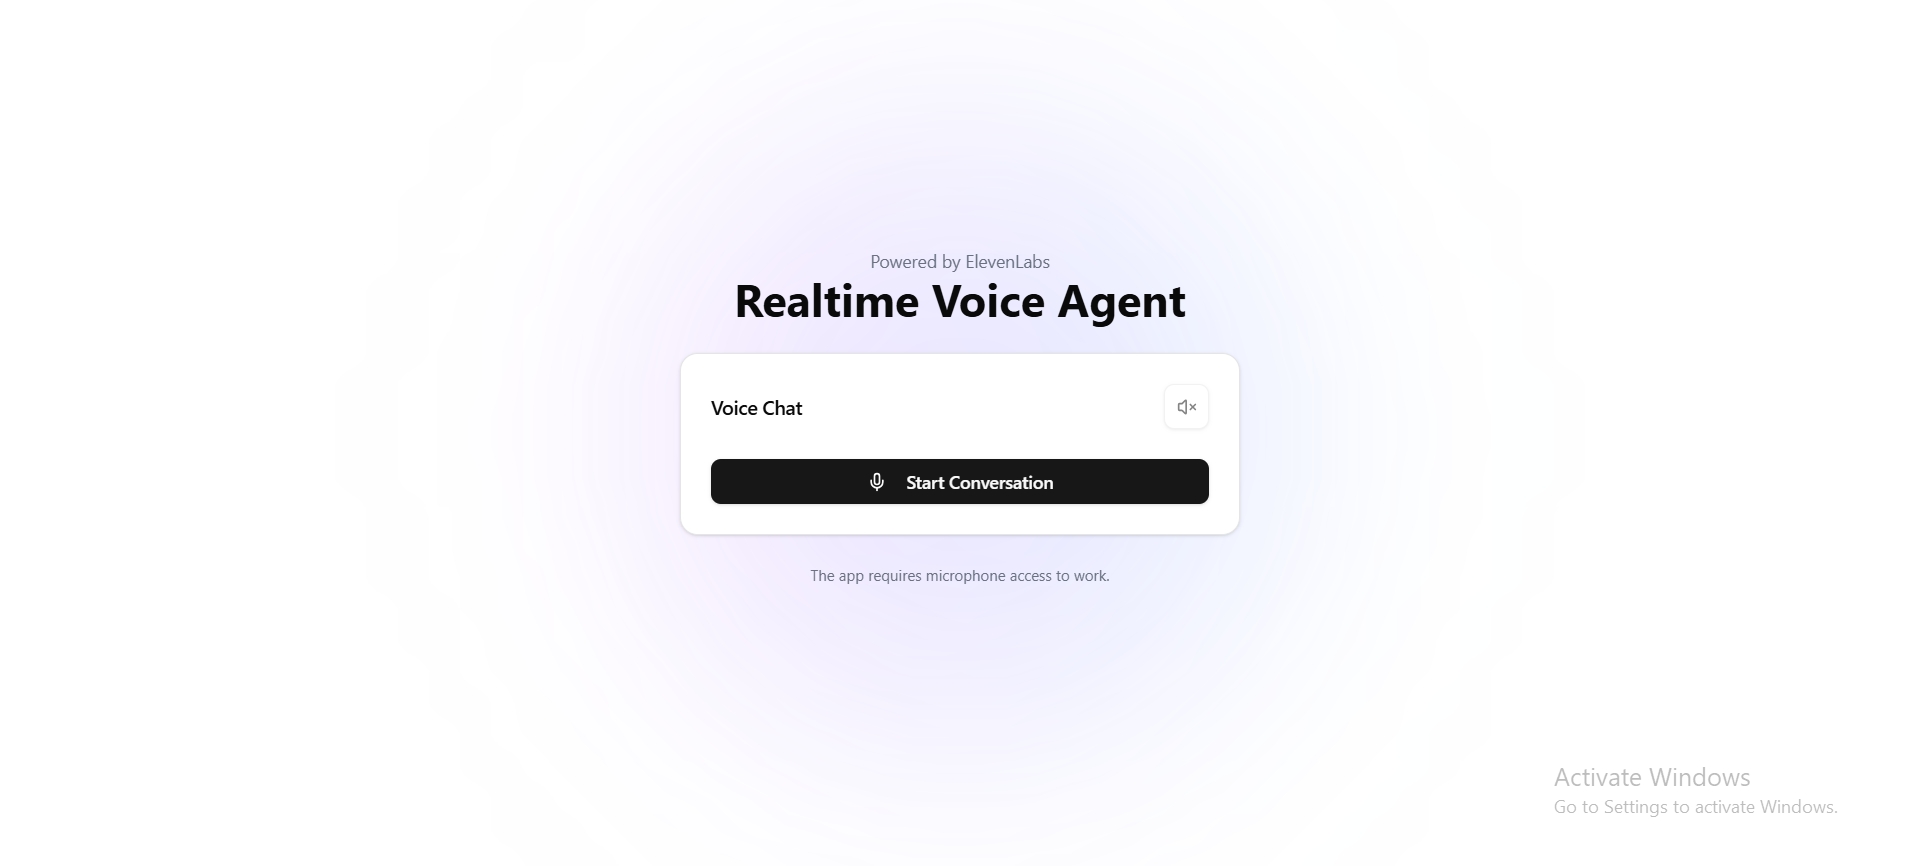 Powered by ElevenLabs
Realtime Voice Agent
Voice Chat
Start Conversation
The app requires microphone access to work.
Activate Windows
Go to Settings to activate Windows.